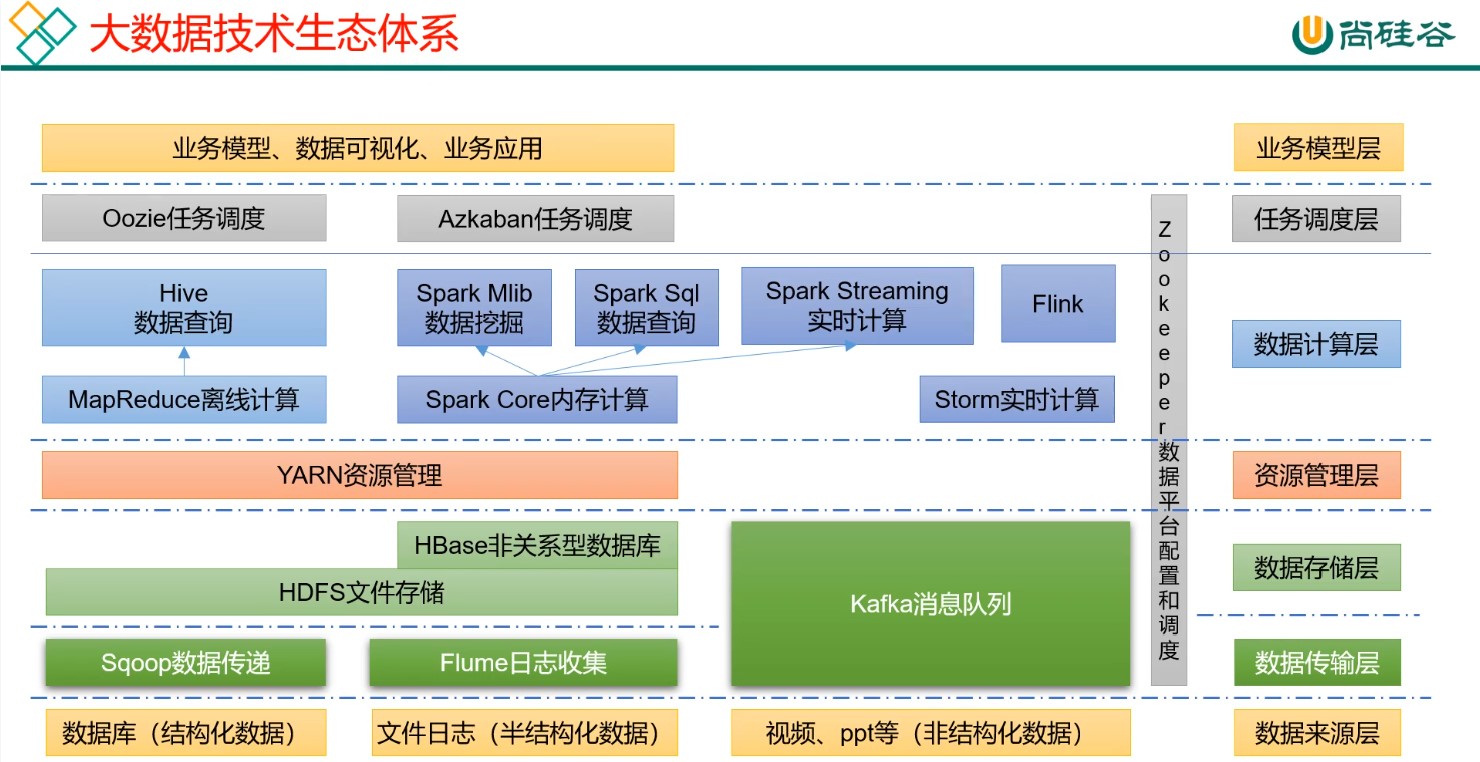 大数据技术生态体系
尚硅谷
业务模型、数据可视化、业务应用
业务模型层
Oozie任务调度
Azkaban任务调度
任务调度层
Hive
数据查询
Spark Mlib
数据挖掘
Spark Sql
数据查询
Spark Streaming
实时计算
Flink
数据计算层
MapReduce离线计算
Spark Core内存计算
Storm实时计算
Zookeeper数据平台配置和调度
YARN资源管理
资源管理层
HBase非关系型数据库
HDFS文件存储
Kafka消息队列
数据存储层
Sqoop数据传递
Flume日志收集
数据传输层
数据库（结构化数据）
文件日志（半结构化数据）
视频、ppt等（非结构化数据）
数据来源层